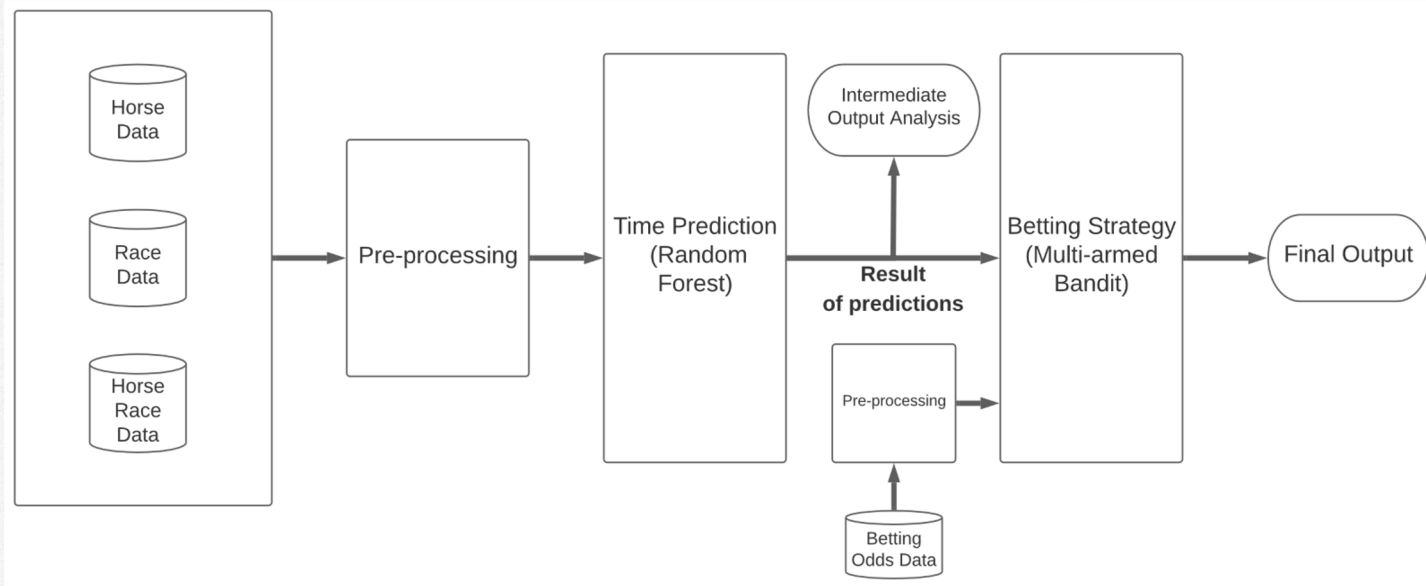 Horse
Data
Race
Data
Horse
Race
Data
Pre-processing
Time Prediction
(Random
Forest)
Intermediate
Output Analysis
Result
of predictions
Pre-processing
Betting
Odds Data
Betting Strategy
(Multi-armed
Bandit)
Final Output